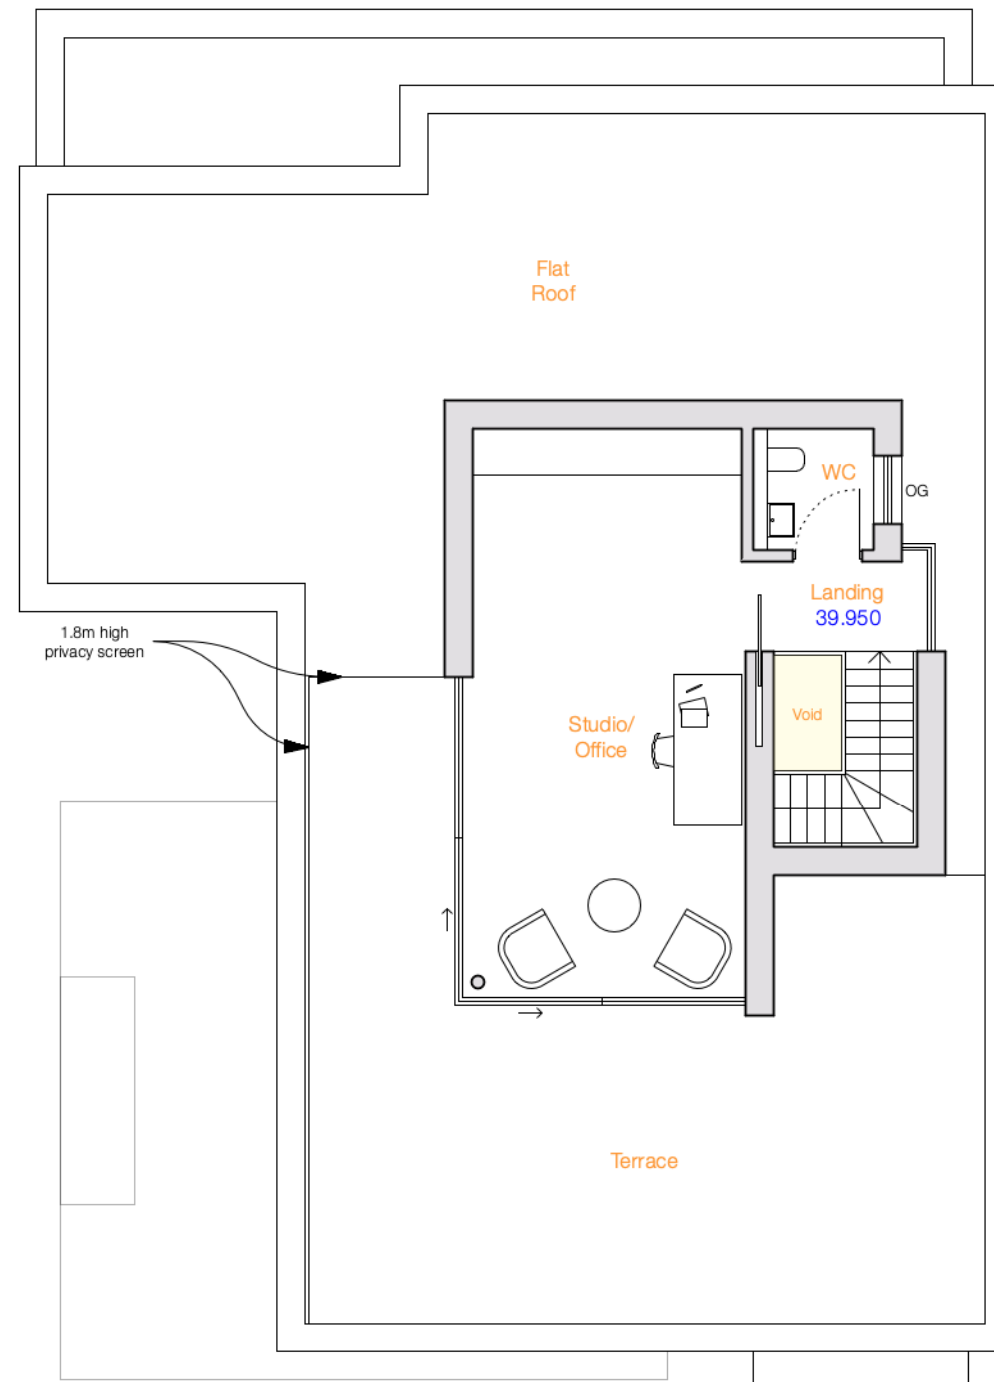 Flat
Roof
WC
OG
Landing
39.950
1.8m high
privacy screen
Void
Studio/
Office
Terrace